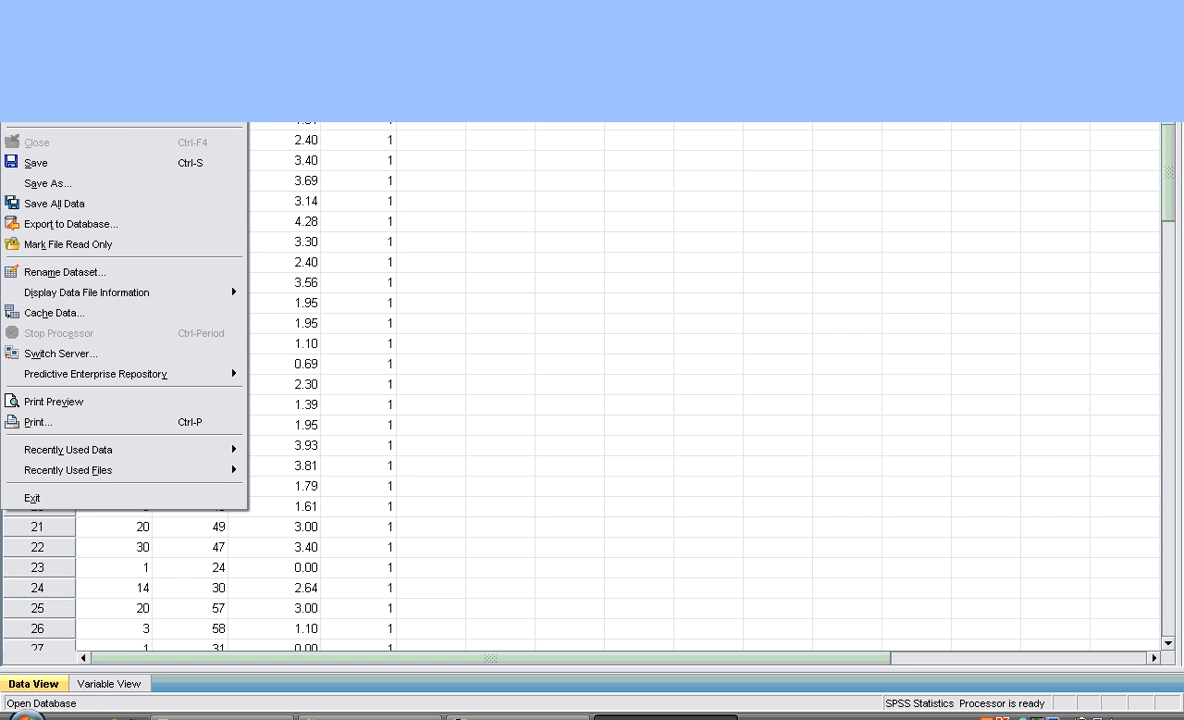 Close Ctrl-F4 2.40 1
Save Ctrl-S 3.40 1
Save As... 3.69 1
Save All Data 3.14 1
Export to Database... 4.28 1
Mark File Read Only 3.30 1
2.40 1
Rename Dataset... 3.56 1
Display Data File Information 1.95 1
Cache Data... 1.95 1
Stop Processor Ctrl-Period 1.10 1
Switch Server... 0.69 1
Predictive Enterprise Repository 2.30 1
Print Preview 1.39 1
Print... Ctrl-P 1.95 1
Recently Used Data 3.93 1
Recently Used Files 3.81 1
1.79 1
Exit 1.61 1
21 20 49 3.00 1
22 30 47 3.40 1
23 1 24 0.00 1
24 14 30 2.64 1
25 20 57 3.00 1
26 3 58 1.10 1
27 1 31 0.00 1
Data View Variable View
Open Database SPSS Statistics Processor is ready